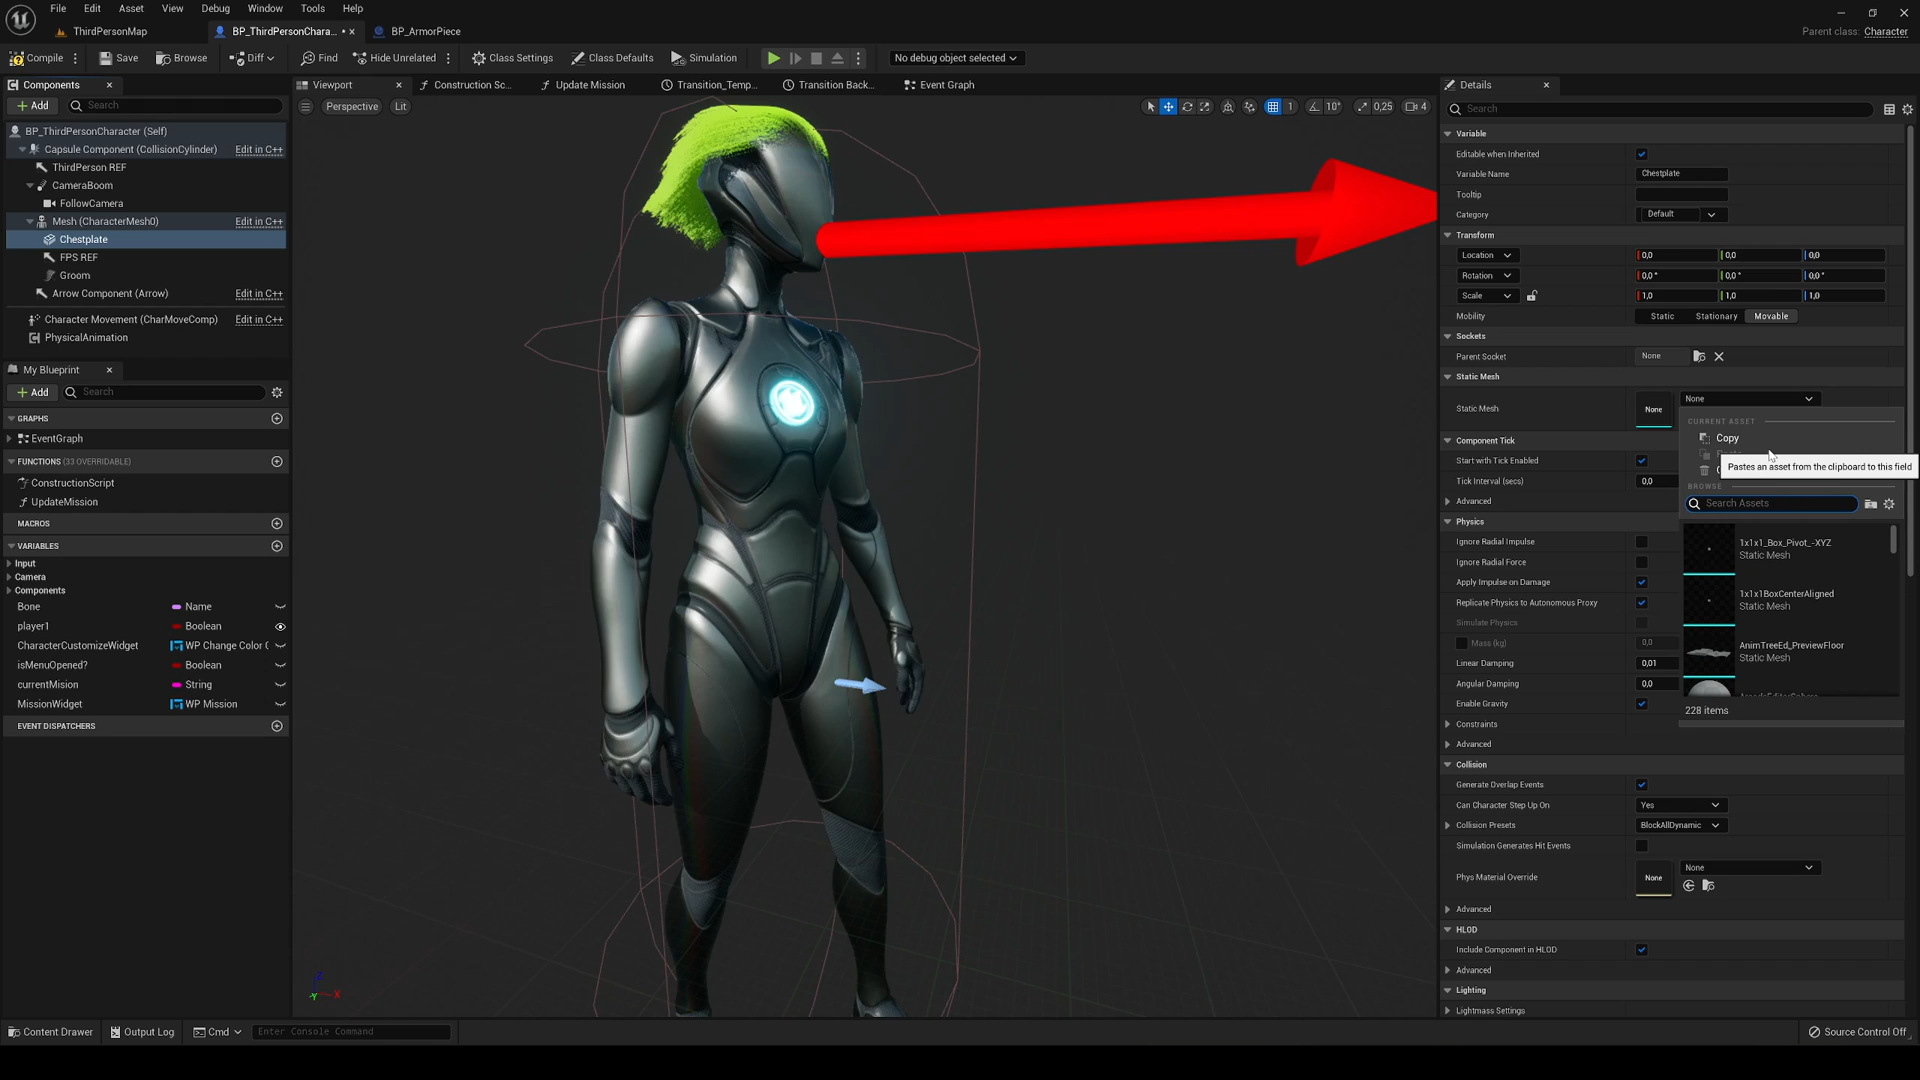 File Edit Asset View Debug Window Tools Help
ThirdPersonMap BP_ThirdPersonChara... • BP_ArmorPiece
Parent class: Character
Compile Save Browse Diff Find Hide Unrelated Class Settings Class Defaults Simulation No debug object selected
Components
Add Search
BP_ThirdPersonCharacter (Self)
Capsule Component (CollisionCylinder) Edit in C++
ThirdPerson REF
CameraBoom
FollowCamera
Mesh (CharacterMesh0) Edit in C++
Chestplate
FPS REF
Groom
Arrow Component (Arrow) Edit in C++
Character Movement (CharMoveComp) Edit in C++
PhysicalAnimation
My Blueprint
Add Search
GRAPHS
EventGraph
FUNCTIONS (33 OVERRIDABLE)
ConstructionScript
UpdateMission
MACROS
VARIABLES
Input
Camera
Components
Bone Name
player1 Boolean
CharacterCustomizeWidget WP Change Color C
isMenuOpened? Boolean
currentMision String
MissionWidget WP Mission
EVENT DISPATCHERS
Viewport Construction Sc... Update Mission Transition_Temp... Transition Back... Event Graph
Perspective Lit
1 10° 0,25 4
Z
Y X
Details
Search
Variable
Editable when Inherited
Variable Name Chestplate
Tooltip
Category Default
Transform
Location 0,0 0,0 0,0
Rotation 0,0 ° 0,0 ° 0,0 °
Scale 1,0 1,0 1,0
Mobility Static Stationary Movable
Sockets
Parent Socket None
Static Mesh
Static Mesh None None
CURRENT ASSET
Copy
Pastes an asset from the clipboard to this field
BROWSE
Search Assets
1x1x1_Box_Pivot_-XYZ
Static Mesh
1x1x1BoxCenterAligned
Static Mesh
AnimTreeEd_PreviewFloor
Static Mesh
228 items
Component Tick
Start with Tick Enabled
Tick Interval (secs) 0,0
Advanced
Physics
Ignore Radial Impulse
Ignore Radial Force
Apply Impulse on Damage
Replicate Physics to Autonomous Proxy
Simulate Physics
Mass (kg) 0,0
Linear Damping 0,01
Angular Damping 0,0
Enable Gravity
Constraints
Advanced
Collision
Generate Overlap Events
Can Character Step Up On Yes
Collision Presets BlockAllDynamic
Simulation Generates Hit Events
Phys Material Override None None
Advanced
HLOD
Include Component in HLOD
Advanced
Lighting
Lightmass Settings
Content Drawer Output Log Cmd Enter Console Command Source Control Off